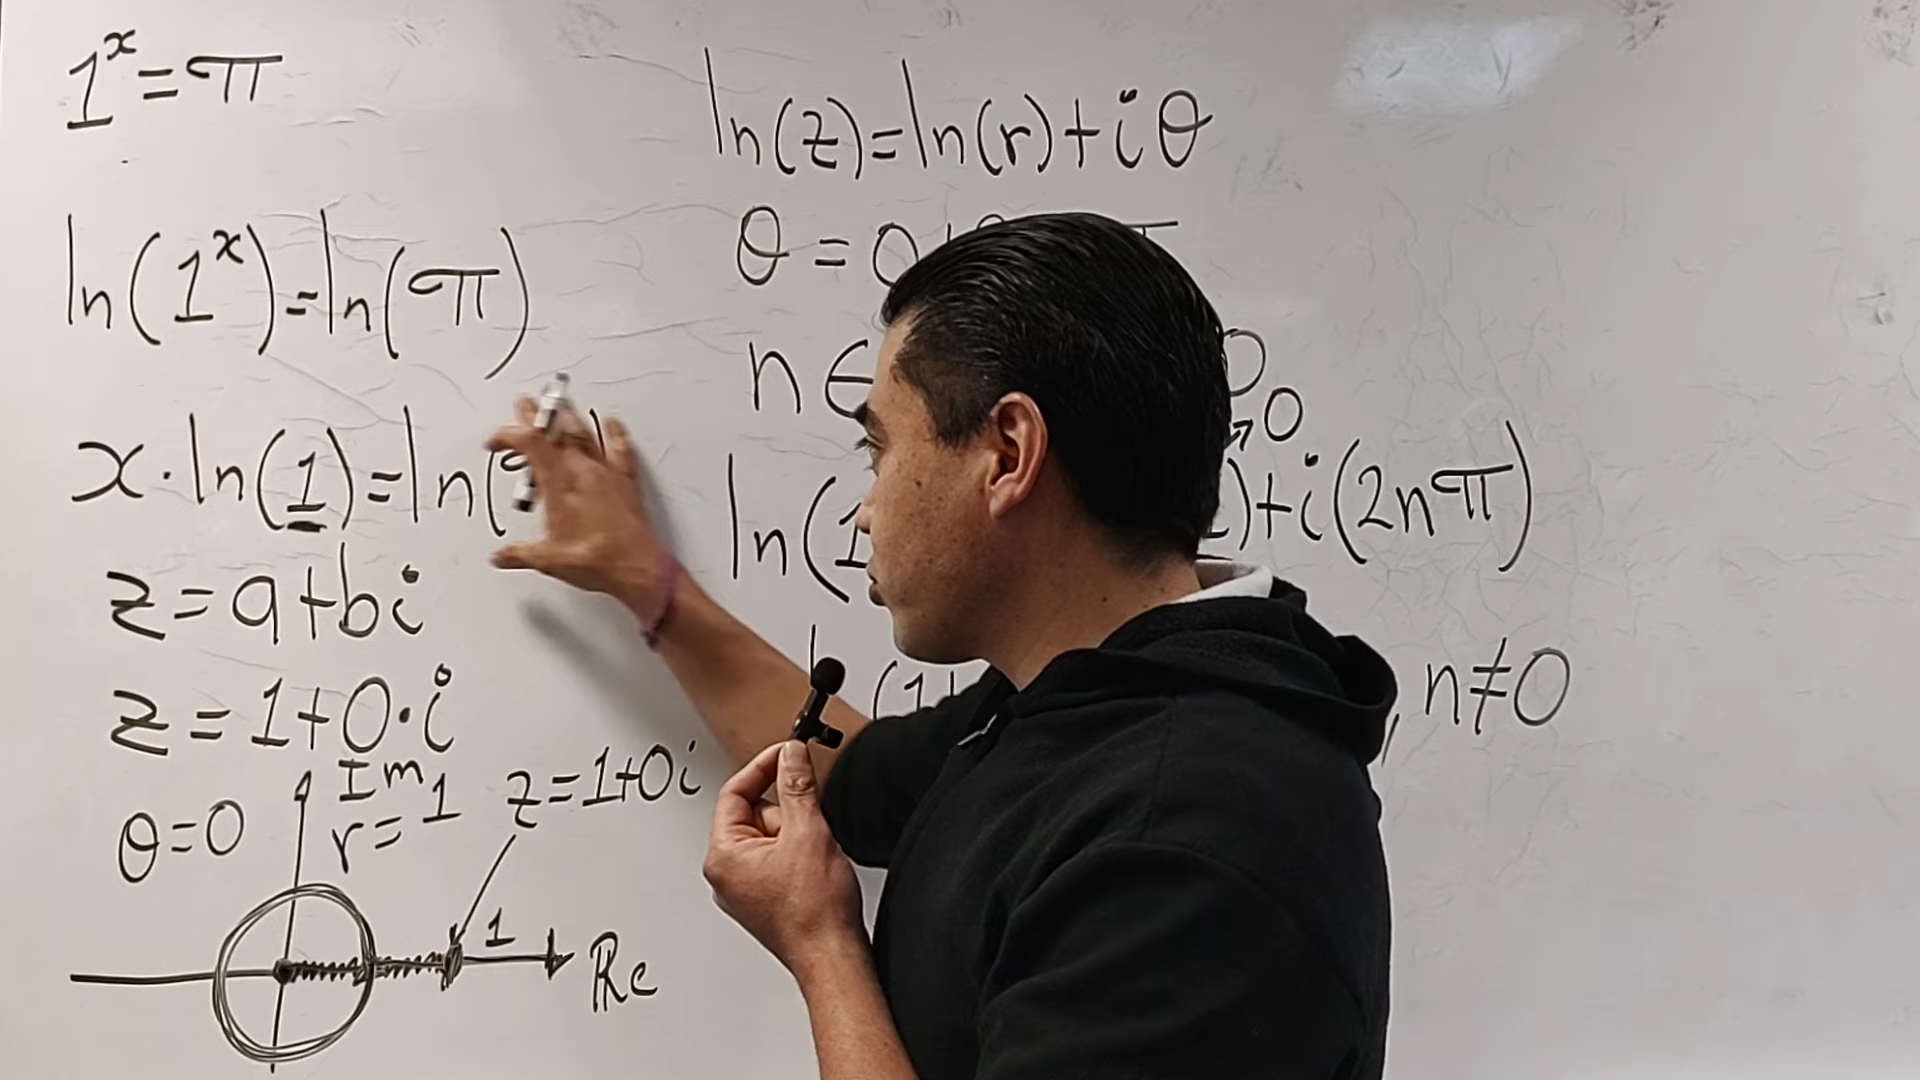 1^x = π
ln(1^x) = ln(π)
x · ln(1) = ln(
z = a + bi
z = 1 + 0 · i
Im
θ = 0
r = 1
z = 1 + 0i
1
Re
ln(z) = ln(r) + iθ
θ = 0 +
n ∈
0
ln(1 ) + i(2nπ)
(1 , n ≠ 0